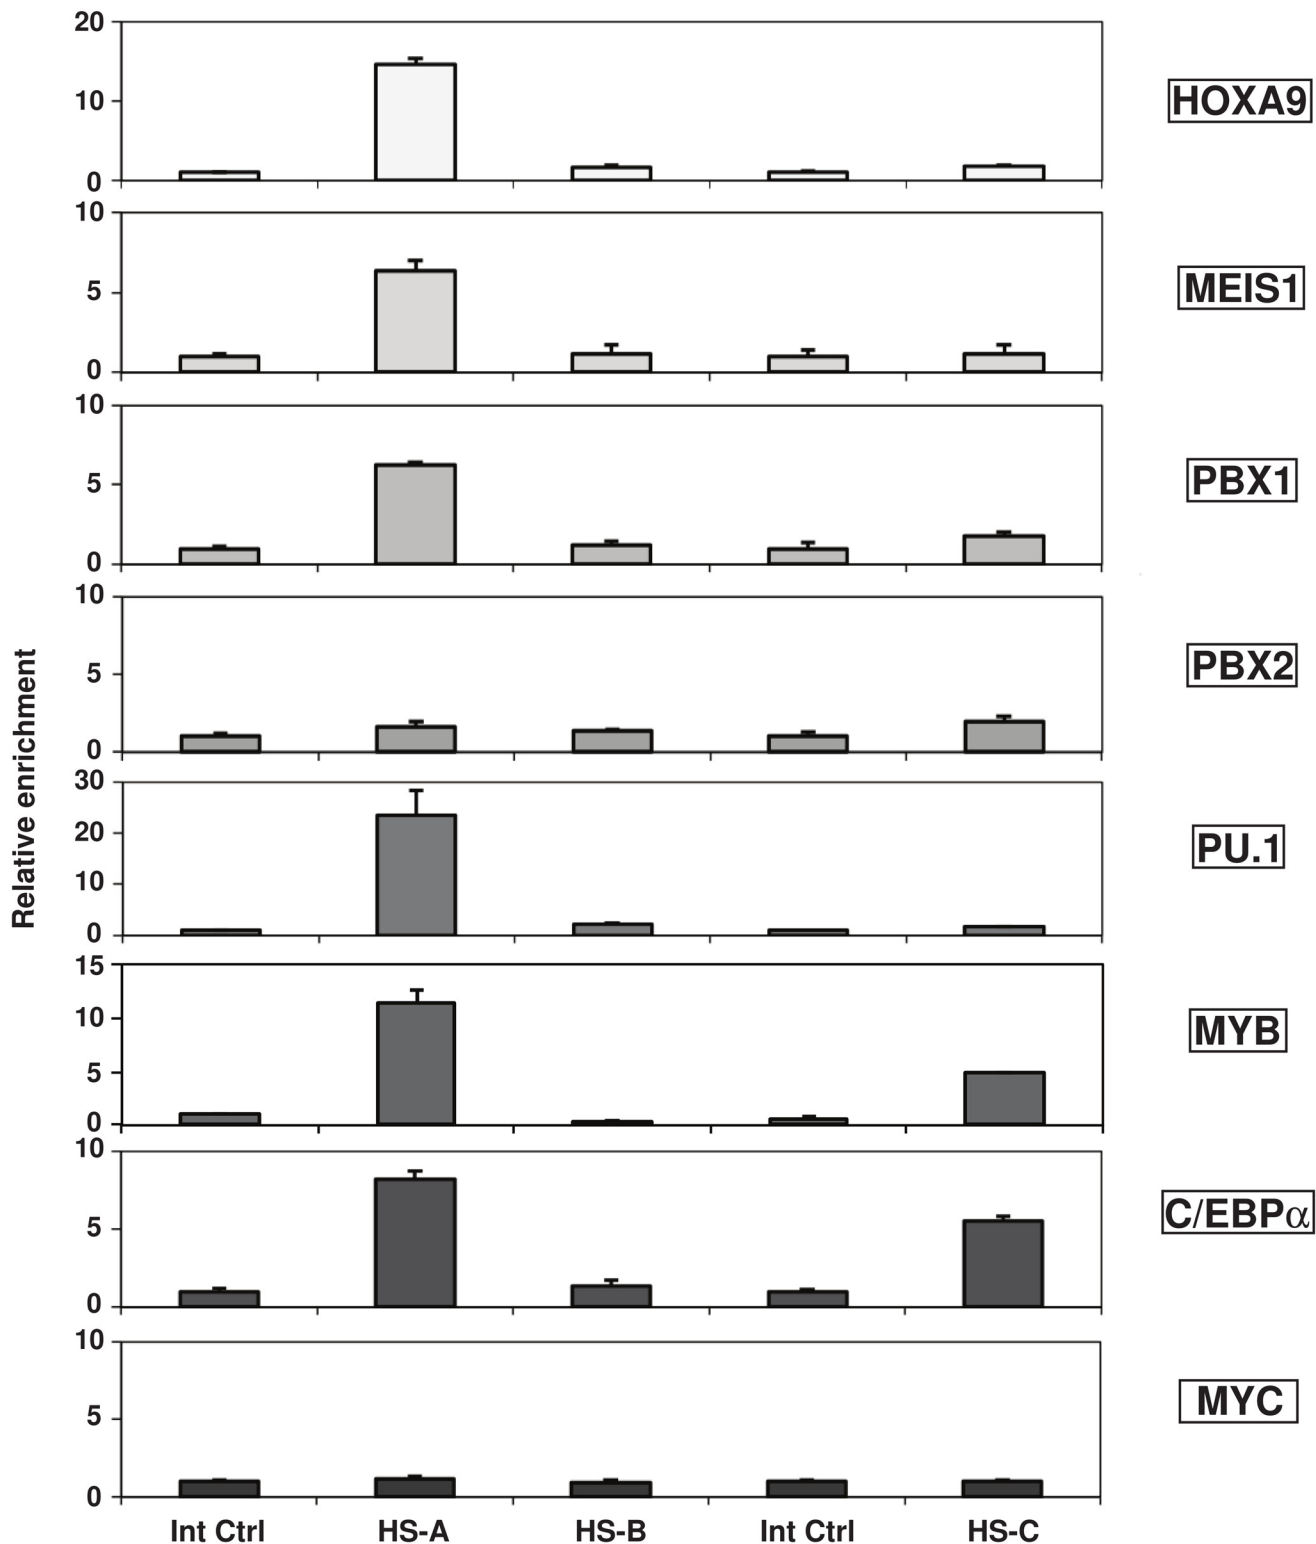 20
10
0
HOXA9
10
5
0
MEIS1
10
5
0
PBX1
10
5
0
PBX2
Relative enrichment
30
20
10
0
PU.1
15
10
5
0
MYB
10
5
0
C/EBPα
10
5
0
MYC
Int Ctrl HS-A HS-B Int Ctrl HS-C